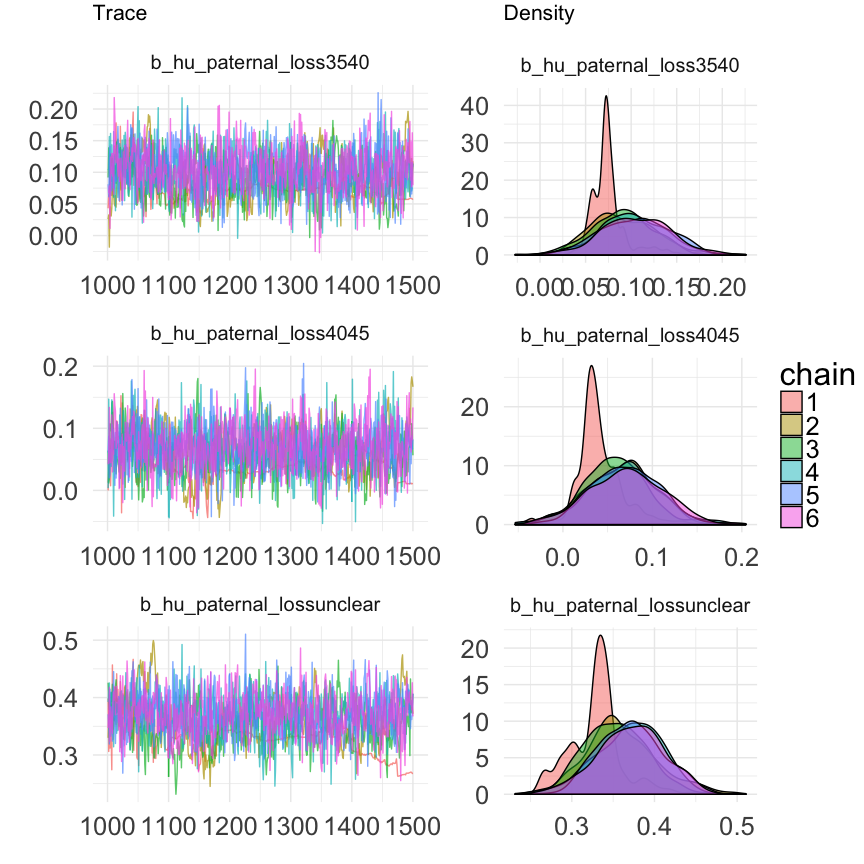 Trace
Density
b_hu_paternal_loss3540
b_hu_paternal_loss3540
0.20
0.15
0.10
0.05
0.00
1000 1100 1200 1300 1400 1500
40
30
20
10
0
0.00 0.05 0.10 0.15 0.20
b_hu_paternal_loss4045
b_hu_paternal_loss4045
0.2
0.1
0.0
1000 1100 1200 1300 1400 1500
20
10
0
0.0 0.1 0.2
chain
1
2
3
4
5
6
b_hu_paternal_lossunclear
b_hu_paternal_lossunclear
0.5
0.4
0.3
1000 1100 1200 1300 1400 1500
20
15
10
5
0
0.3 0.4 0.5